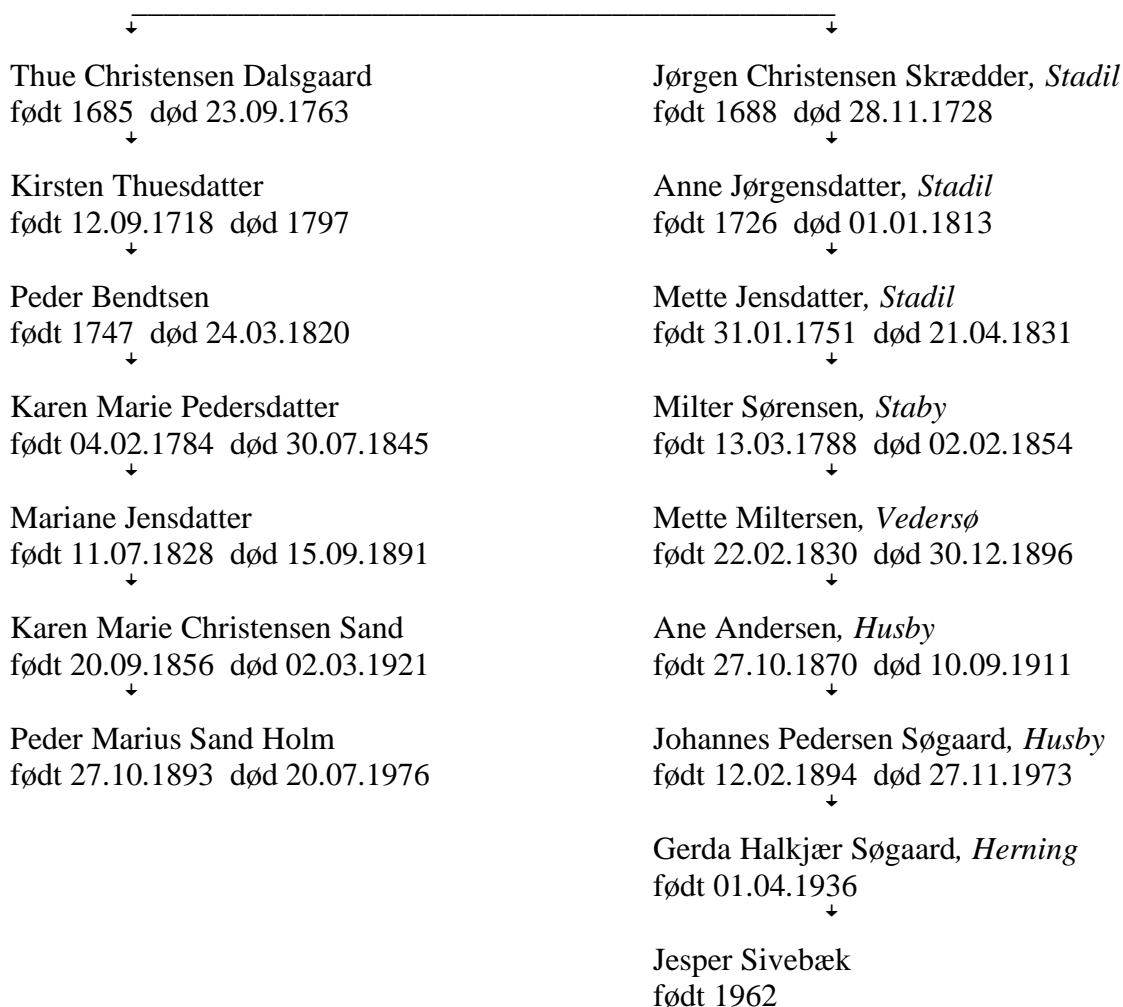 Thue Christensen Dalsgaard
født 1685  død 23.09.1763
Kirsten Thuesdatter
født 12.09.1718  død 1797
Peder Bendtsen
født 1747  død 24.03.1820
Karen Marie Pedersdatter
født 04.02.1784  død 30.07.1845
Mariane Jensdatter
født 11.07.1828  død 15.09.1891
Karen Marie Christensen Sand
født 20.09.1856  død 02.03.1921
Peder Marius Sand Holm
født 27.10.1893  død 20.07.1976
Jørgen Christensen Skrædder, Stadil
født 1688  død 28.11.1728
Anne Jørgensdatter, Stadil
født 1726  død 01.01.1813
Mette Jensdatter, Stadil
født 31.01.1751  død 21.04.1831
Milter Sørensen, Staby
født 13.03.1788  død 02.02.1854
Mette Miltersen, Vedersø
født 22.02.1830  død 30.12.1896
Ane Andersen, Husby
født 27.10.1870  død 10.09.1911
Johannes Pedersen Søgaard, Husby
født 12.02.1894  død 27.11.1973
Gerda Halkjær Søgaard, Herning
født 01.04.1936
Jesper Sivebæk
født 1962